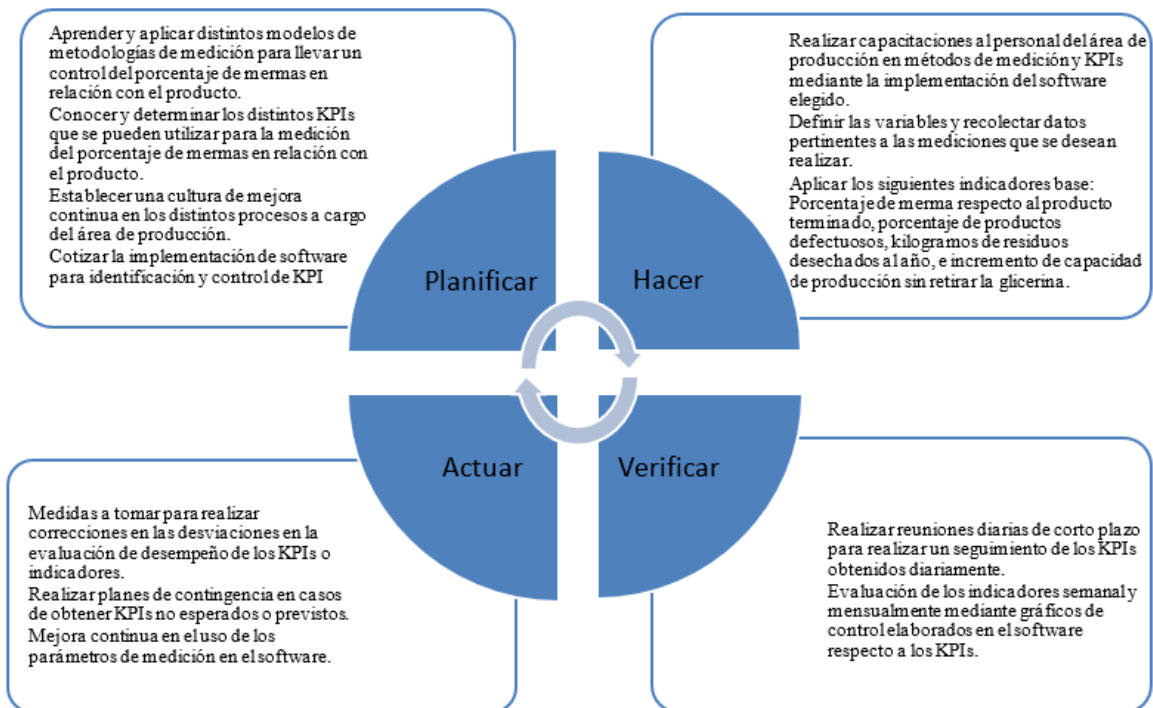 Aprender y aplicar distintos modelos de
metodologías de medición para llevar un
control del porcentaje de mermas en
relación con el producto.
Conocer y determinar los distintos KPIs
que se pueden utilizar para la medición
del porcentaje de mermas en relación con
el producto.
Establecer una cultura de mejora
continua en los distintos procesos a cargo
del área de producción.
Cotizar la implementación de software
para identificación y control de KPI
Realizar capacitaciones al personal del área de
producción en métodos de medición y KPIs
mediante la implementación del software
elegido.
Definir las variables y recolectar datos
pertinentes a las mediciones que se desean
realizar.
Aplicar los siguientes indicadores base:
Porcentaje de merma respecto al producto
terminado, porcentaje de productos
defectuosos, kilogramos de residuos
desechados al año, e incremento de capacidad
de producción sin retirar la glicerina.
Planificar
Hacer
Actuar
Verificar
Medidas a tomar para realizar
correcciones en las desviaciones en la
evaluación de desempeño de los KPIs o
indicadores.
Realizar planes de contingencia en casos
de obtener KPIs no esperados o previstos.
Mejora continua en el uso de los
parámetros de medición en el software.
Realizar reuniones diarias de corto plazo
para realizar un seguimiento de los KPIs
obtenidos diariamente.
Evaluación de los indicadores semanal y
mensualmente mediante gráficos de
control elaborados en el software
respecto a los KPIs.